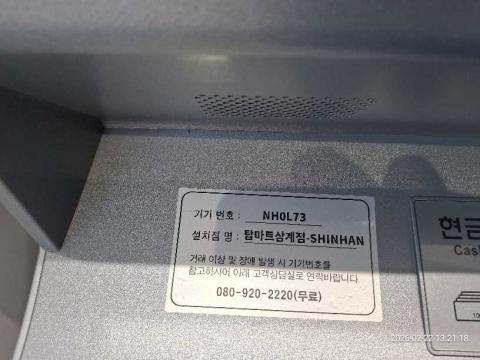 기기 번호 : NH0L73
설치점 명 : 탑마트삼계점-SHINHAN
거래 이상 및 장애 발생 시 기기번호를
참고하시어 아래 고객상담실로 연락바랍니다.
080-920-2220(무료)
현금
Cas
2026-02-22 13:21:18